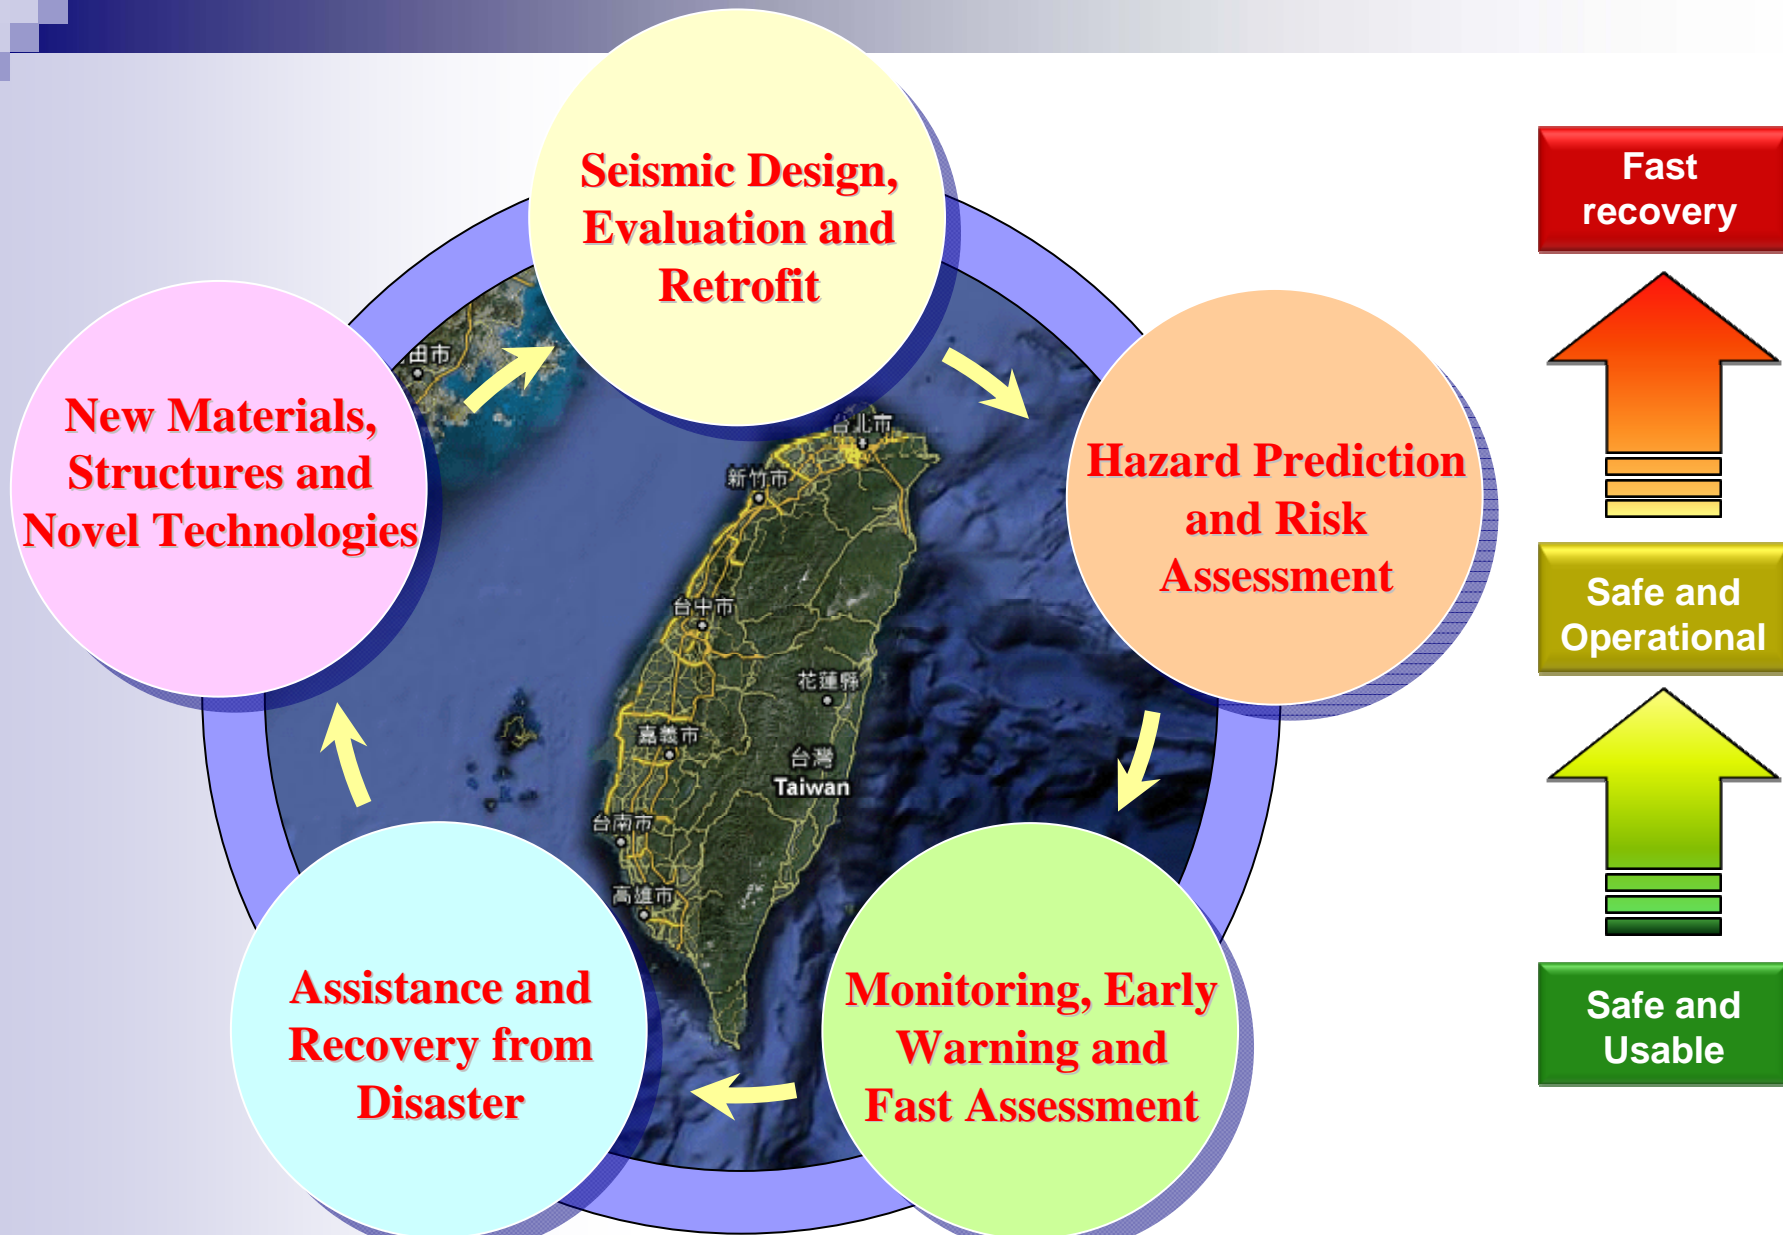 Seismic Design,
Evaluation and
Retrofit
New Materials,
Structures and
Novel Technologies
Hazard Prediction
and Risk
Assessment
Assistance and
Recovery from
Disaster
Monitoring, Early
Warning and
Fast Assessment
田市
台北市
新竹市
台中市
花蓮縣
嘉義市
台灣
Taiwan
台南市
高雄市
Fast
recovery
Safe and
Operational
Safe and
Usable